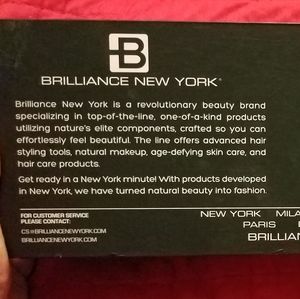 B
BRILLIANCE NEW YORK
Brilliance New York is a revolutionary beauty brand
specializing in top-of-the-line, one-of-a-kind products
utilizing nature's elite components, crafted so you can
effortlessly feel beautiful. The line offers advanced hair
styling tools, natural makeup, age-defying skin care, and
hair care products.
Get ready in a New York minute! With products developed
in New York, we have turned natural beauty into fashion.
FOR CUSTOMER SERVICE
PLEASE CONTACT:
CS@BRILLIANCENEWYORK.COM
BRILLIANCENEWYORK.COM
NEW YORK MILA
PARIS
BRILLIAN